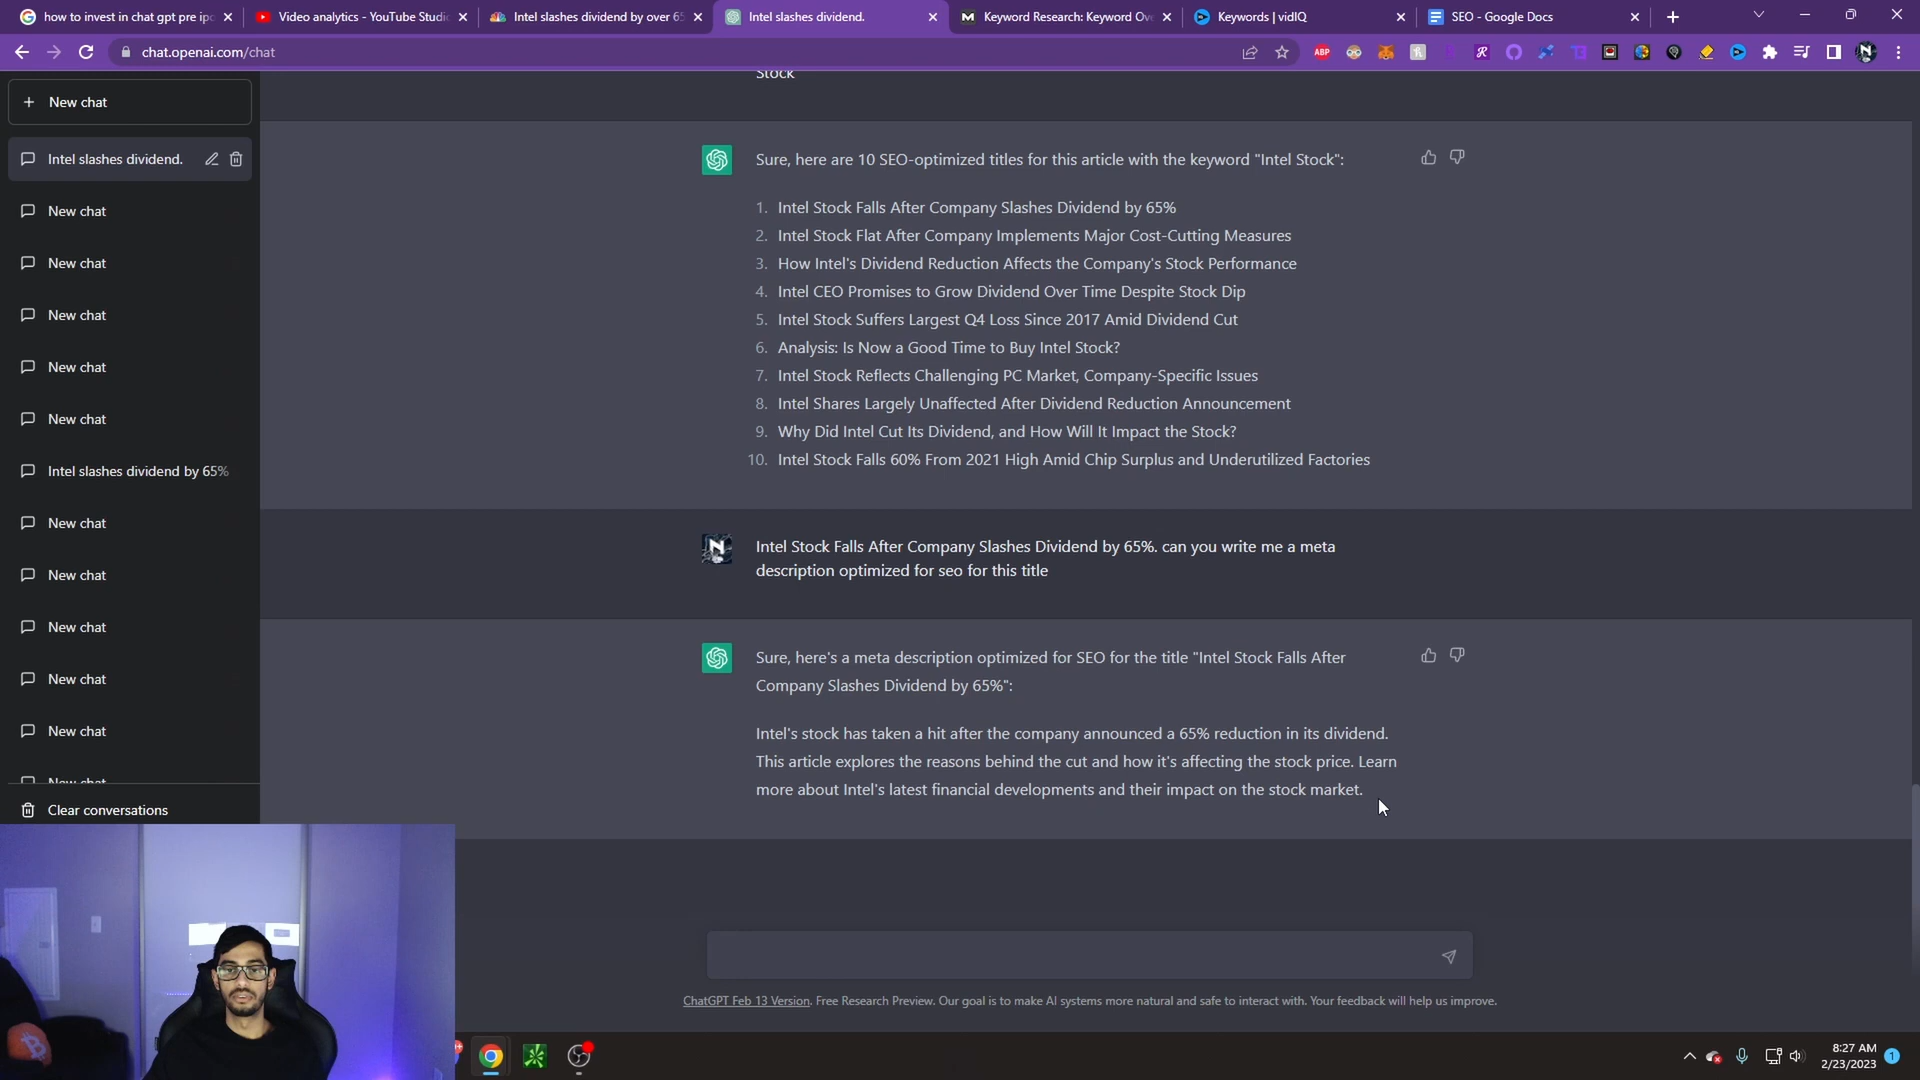 how to invest in chat gpt pre ip
Video analytics - YouTube Studi
Intel slashes dividend by over 6
Intel slashes dividend.
Keyword Research: Keyword Ov
Keywords | vidIQ
SEO - Google Docs
chat.openai.com/chat
New chat
Intel slashes dividend.
New chat
New chat
New chat
New chat
New chat
Intel slashes dividend by 65%
New chat
New chat
New chat
New chat
New chat
New chat
Clear conversations
Stock
Sure, here are 10 SEO-optimized titles for this article with the keyword "Intel Stock":
1. Intel Stock Falls After Company Slashes Dividend by 65%
2. Intel Stock Flat After Company Implements Major Cost-Cutting Measures
3. How Intel's Dividend Reduction Affects the Company's Stock Performance
4. Intel CEO Promises to Grow Dividend Over Time Despite Stock Dip
5. Intel Stock Suffers Largest Q4 Loss Since 2017 Amid Dividend Cut
6. Analysis: Is Now a Good Time to Buy Intel Stock?
7. Intel Stock Reflects Challenging PC Market, Company-Specific Issues
8. Intel Shares Largely Unaffected After Dividend Reduction Announcement
9. Why Did Intel Cut Its Dividend, and How Will It Impact the Stock?
10. Intel Stock Falls 60% From 2021 High Amid Chip Surplus and Underutilized Factories
Intel Stock Falls After Company Slashes Dividend by 65%. can you write me a meta
description optimized for seo for this title
Sure, here's a meta description optimized for SEO for the title "Intel Stock Falls After
Company Slashes Dividend by 65%":
Intel's stock has taken a hit after the company announced a 65% reduction in its dividend.
This article explores the reasons behind the cut and how it's affecting the stock price. Learn
more about Intel's latest financial developments and their impact on the stock market.
ChatGPT Feb 13 Version. Free Research Preview. Our goal is to make AI systems more natural and safe to interact with. Your feedback will help us improve.
8:27 AM
2/23/2023
1